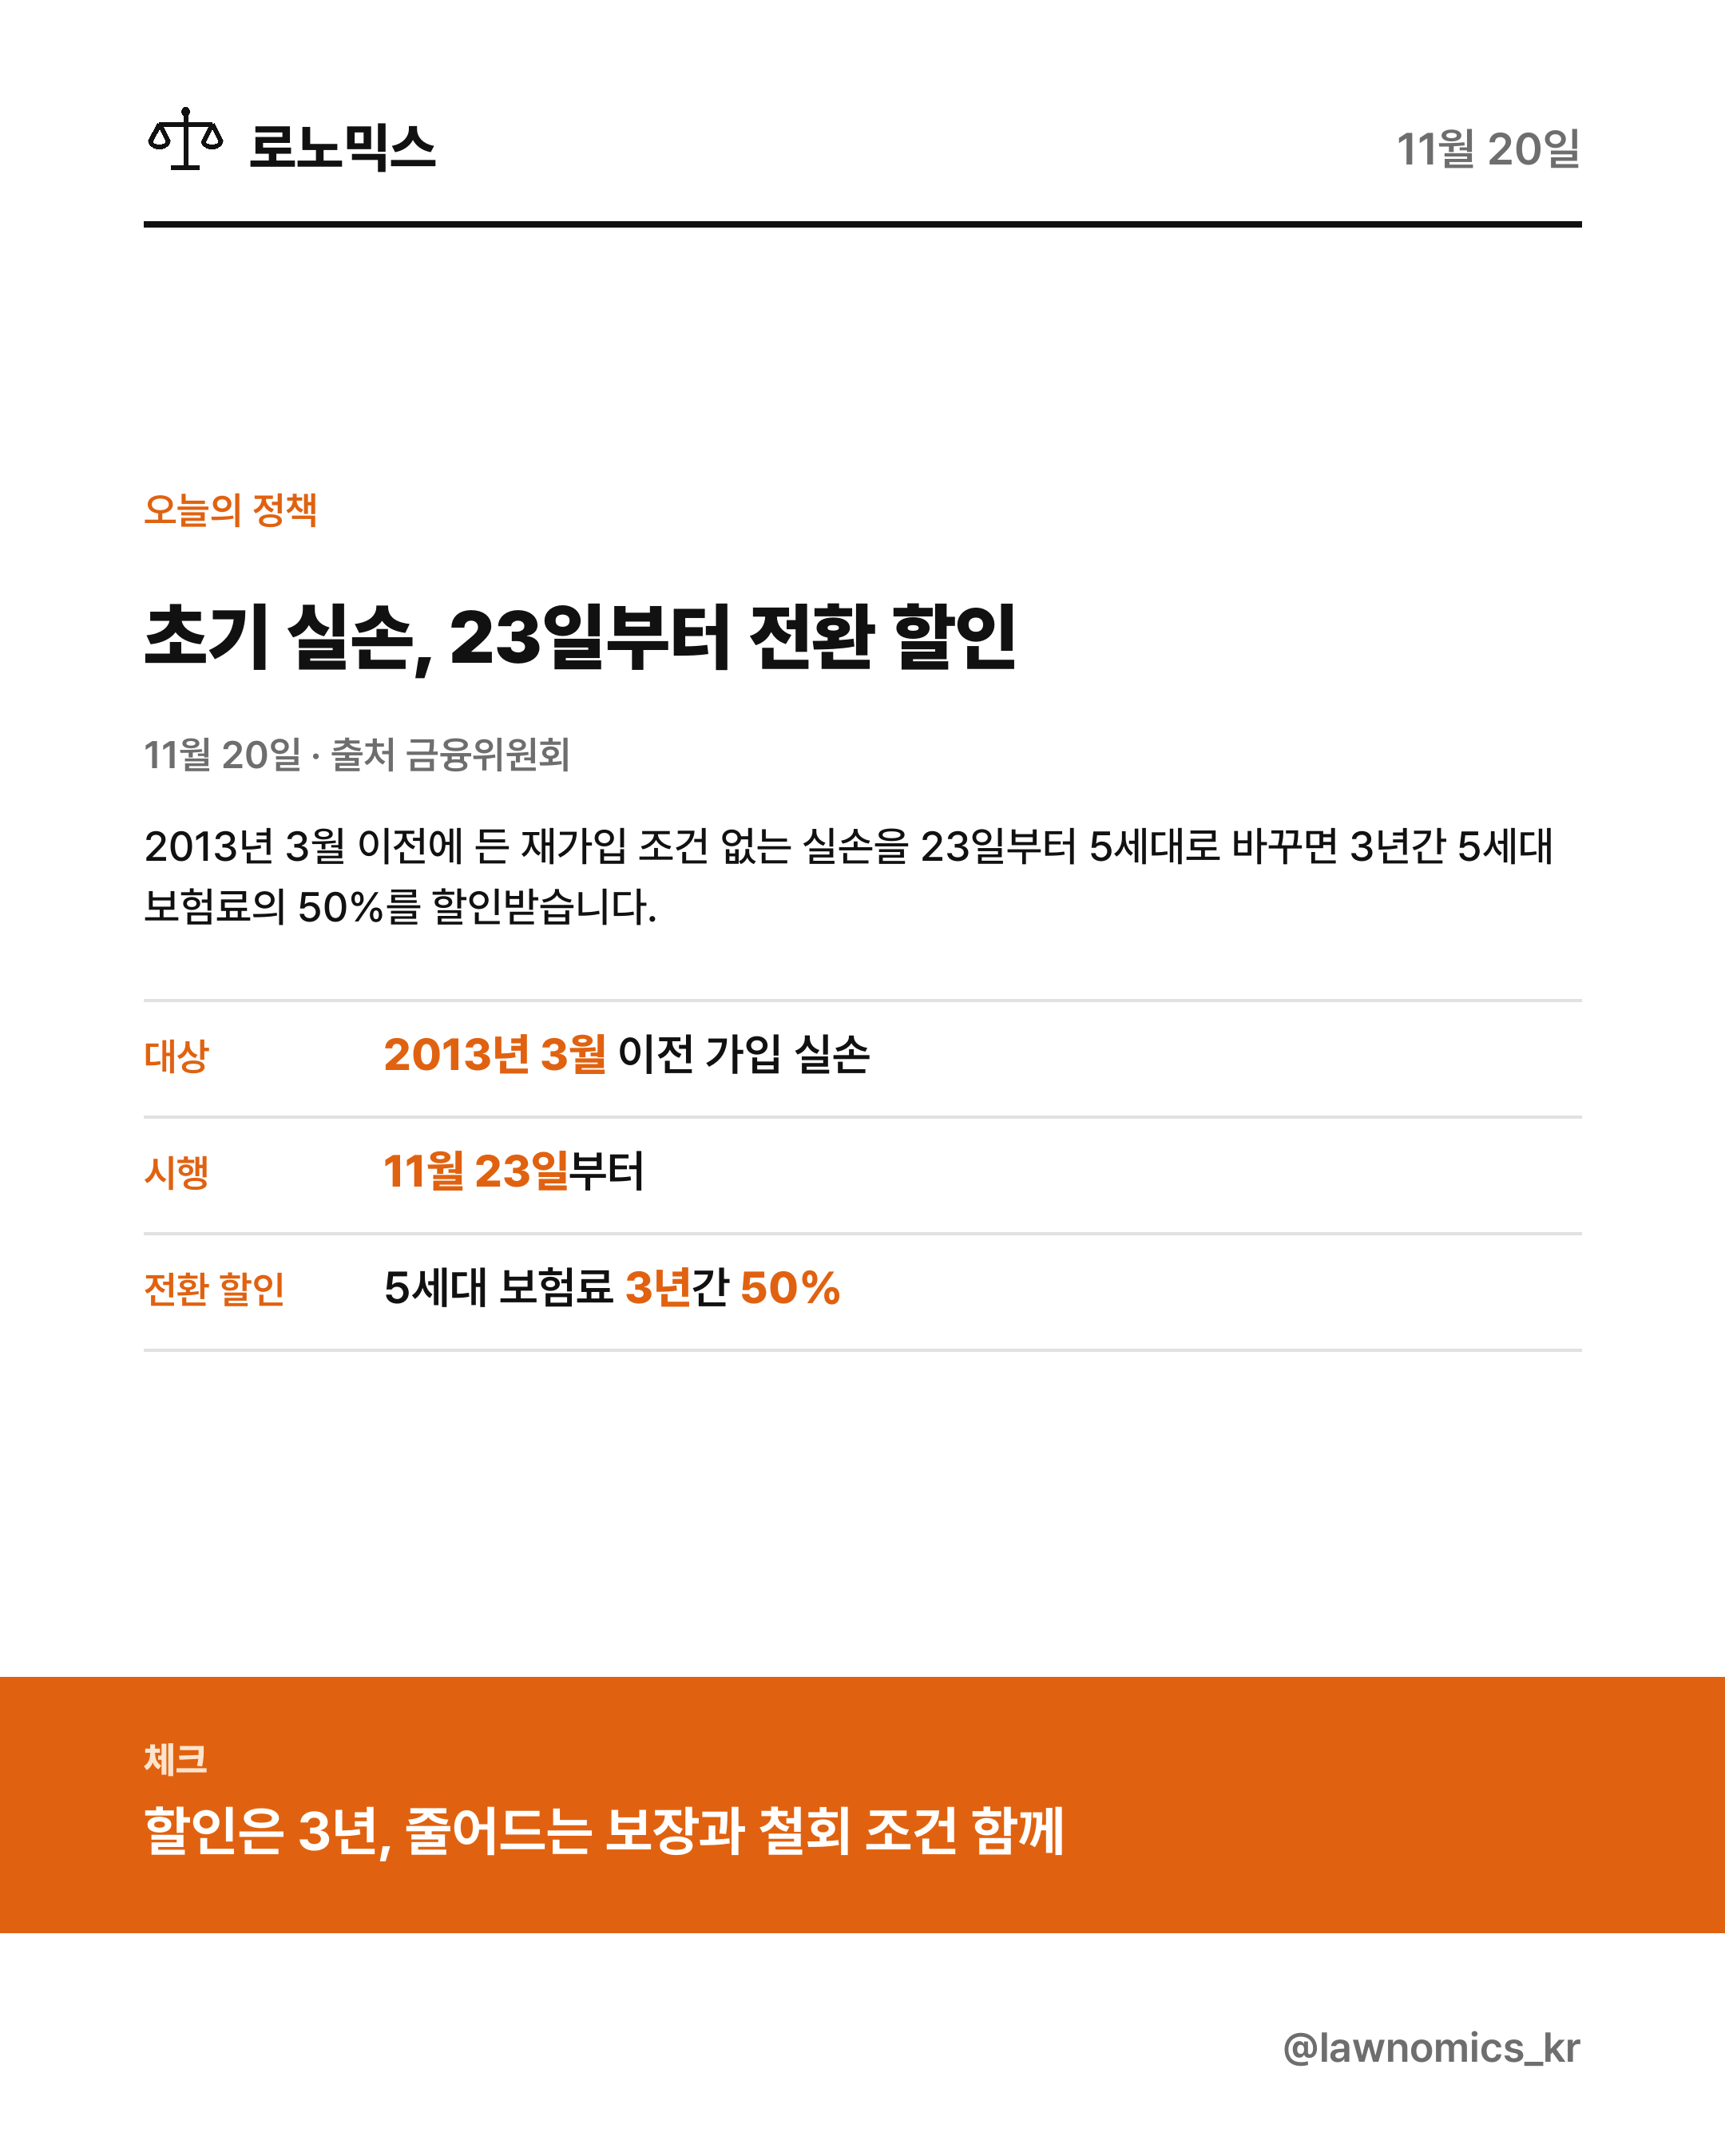 로노믹스
11월 20일
오늘의 정책
초기 실손, 23일부터 전환 할인
11월 20일 · 출처 금융위원회
2013년 3월 이전에 든 재가입 조건 없는 실손을 23일부터 5세대로 바꾸면 3년간 5세대
보험료의 50%를 할인받습니다.
대상 2013년 3월 이전 가입 실손
시행 11월 23일부터
전환 할인 5세대 보험료 3년간 50%
체크
할인은 3년, 줄어드는 보장과 철회 조건 함께
@lawnomics_kr